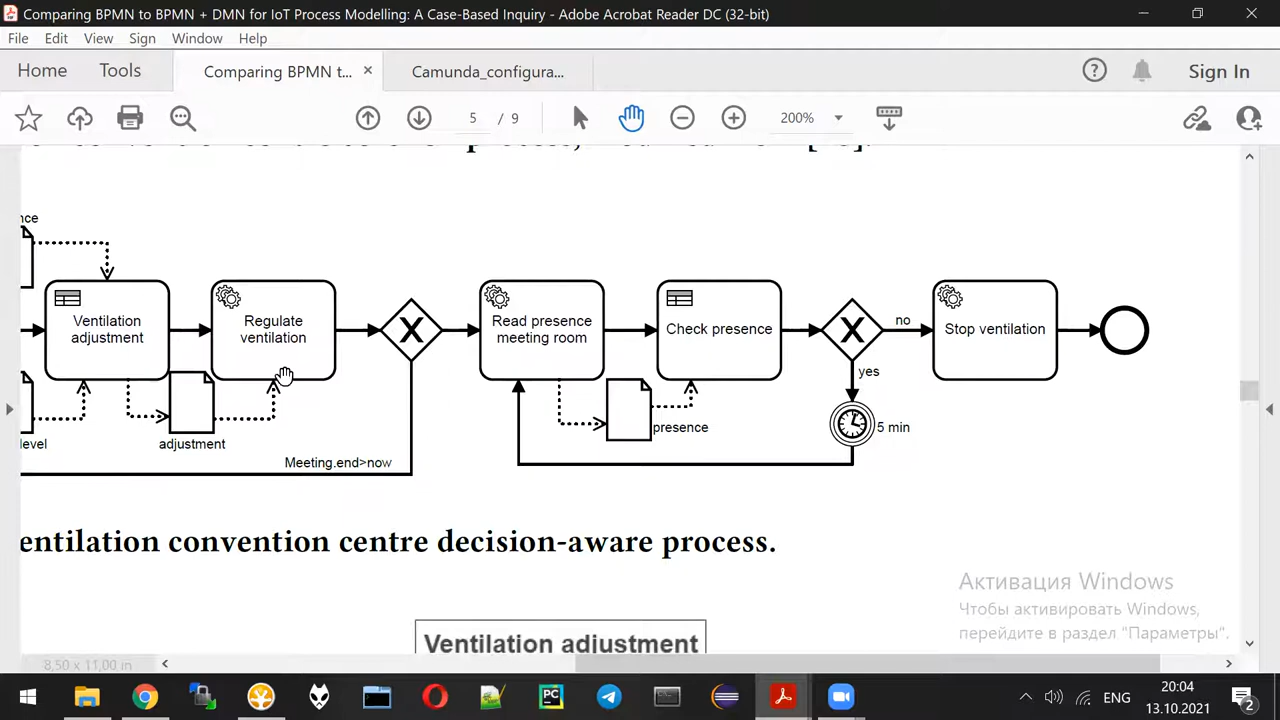 Comparing BPMN to BPMN + DMN for IoT Process Modelling: A Case-Based Inquiry - Adobe Acrobat Reader DC (32-bit)
File Edit View Sign Window Help
Home Tools Comparing BPMN t... Camunda_configura... Sign In
5 / 9 200%
Ventilation
adjustment
Regulate
ventilation
X
Read presence
meeting room
Check presence
X
no
Stop ventilation
yes
5 min
level
adjustment
presence
Meeting.end>now
entilation convention centre decision-aware process.
Ventilation adjustment
Активация Windows
Чтобы активировать Windows,
перейдите в раздел "Параметры".
8,50 x 11,00 in
PC
ENG
20:04
13.10.2021
2